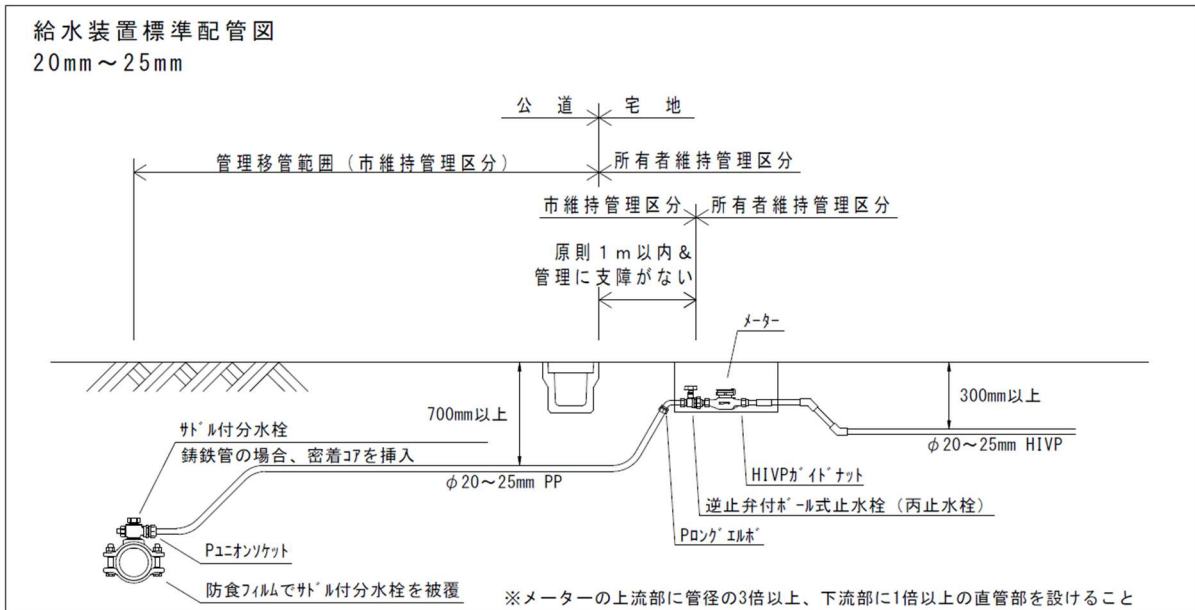 給水装置標準配管図
20mm～25mm
公道
宅地
管理移管範囲(市維持管理区分)
所有者維持管理区分
市維持管理区分
所有者維持管理区分
原則1m以内&
管理に支障がない
メーター
700mm以上
300mm以上
サドル付分水栓
鋳鉄管の場合、密着コアを挿入
φ20～25mm PP
φ20～25mm HIVP
HIVPガイドナット
逆止弁付ボール式止水栓(丙止水栓)
Pロングエルボ
Pユニオンソケット
防食フィルムでサドル付分水栓を被覆
※メーターの上流部に管径の3倍以上、下流部に1倍以上の直管部を設けること